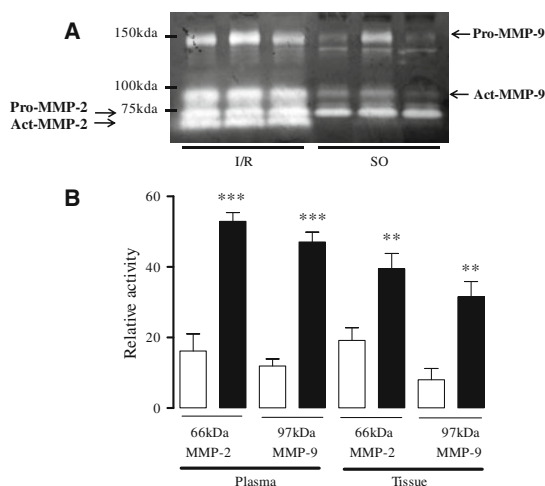 A
150kda
Pro-MMP-9
100kda
Act-MMP-9
Pro-MMP-2
75kda
Act-MMP-2
I/R
SO
B
Relative activity
60
40
20
0
***
***
**
**
66kDa
97kDa
66kDa
97kDa
MMP-2
MMP-9
MMP-2
MMP-9
Plasma
Tissue